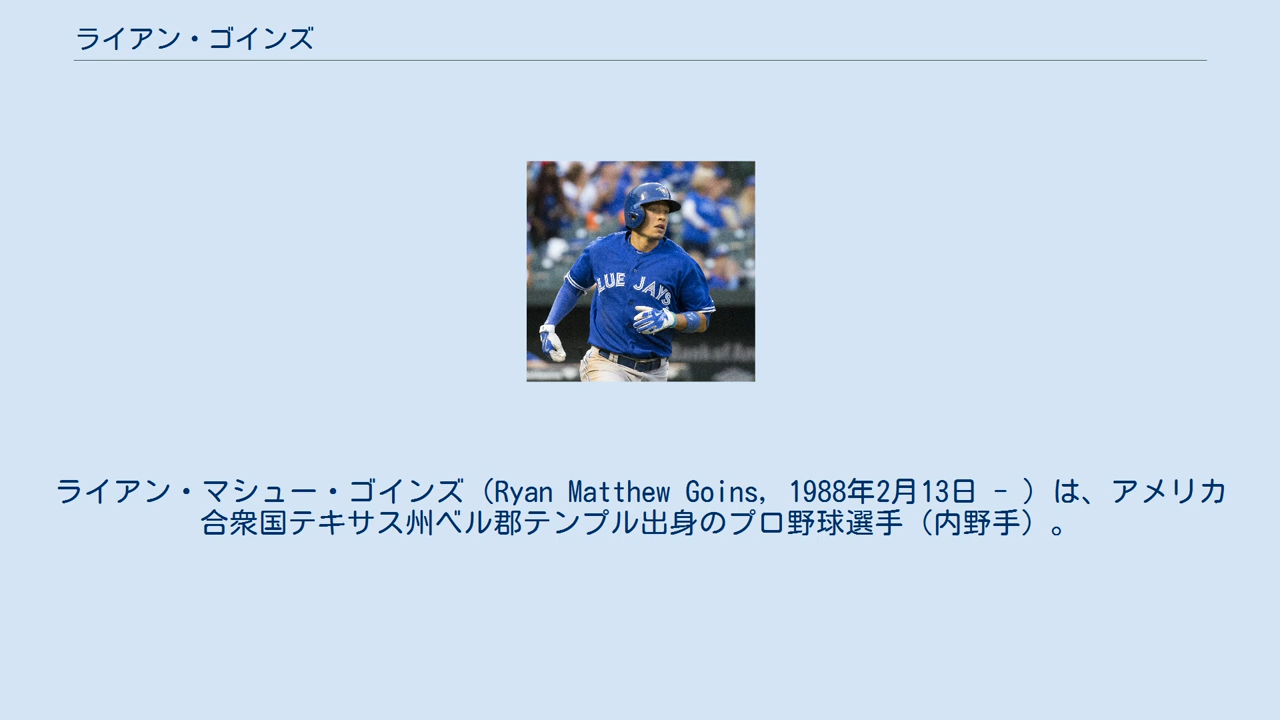 ライアン・ゴインズ
BLUE JAYS
ライアン・マシュー・ゴインズ（Ryan Matthew Goins, 1988年2月13日 - ）は、アメリカ
合衆国テキサス州ベル郡テンプル出身のプロ野球選手（内野手）。